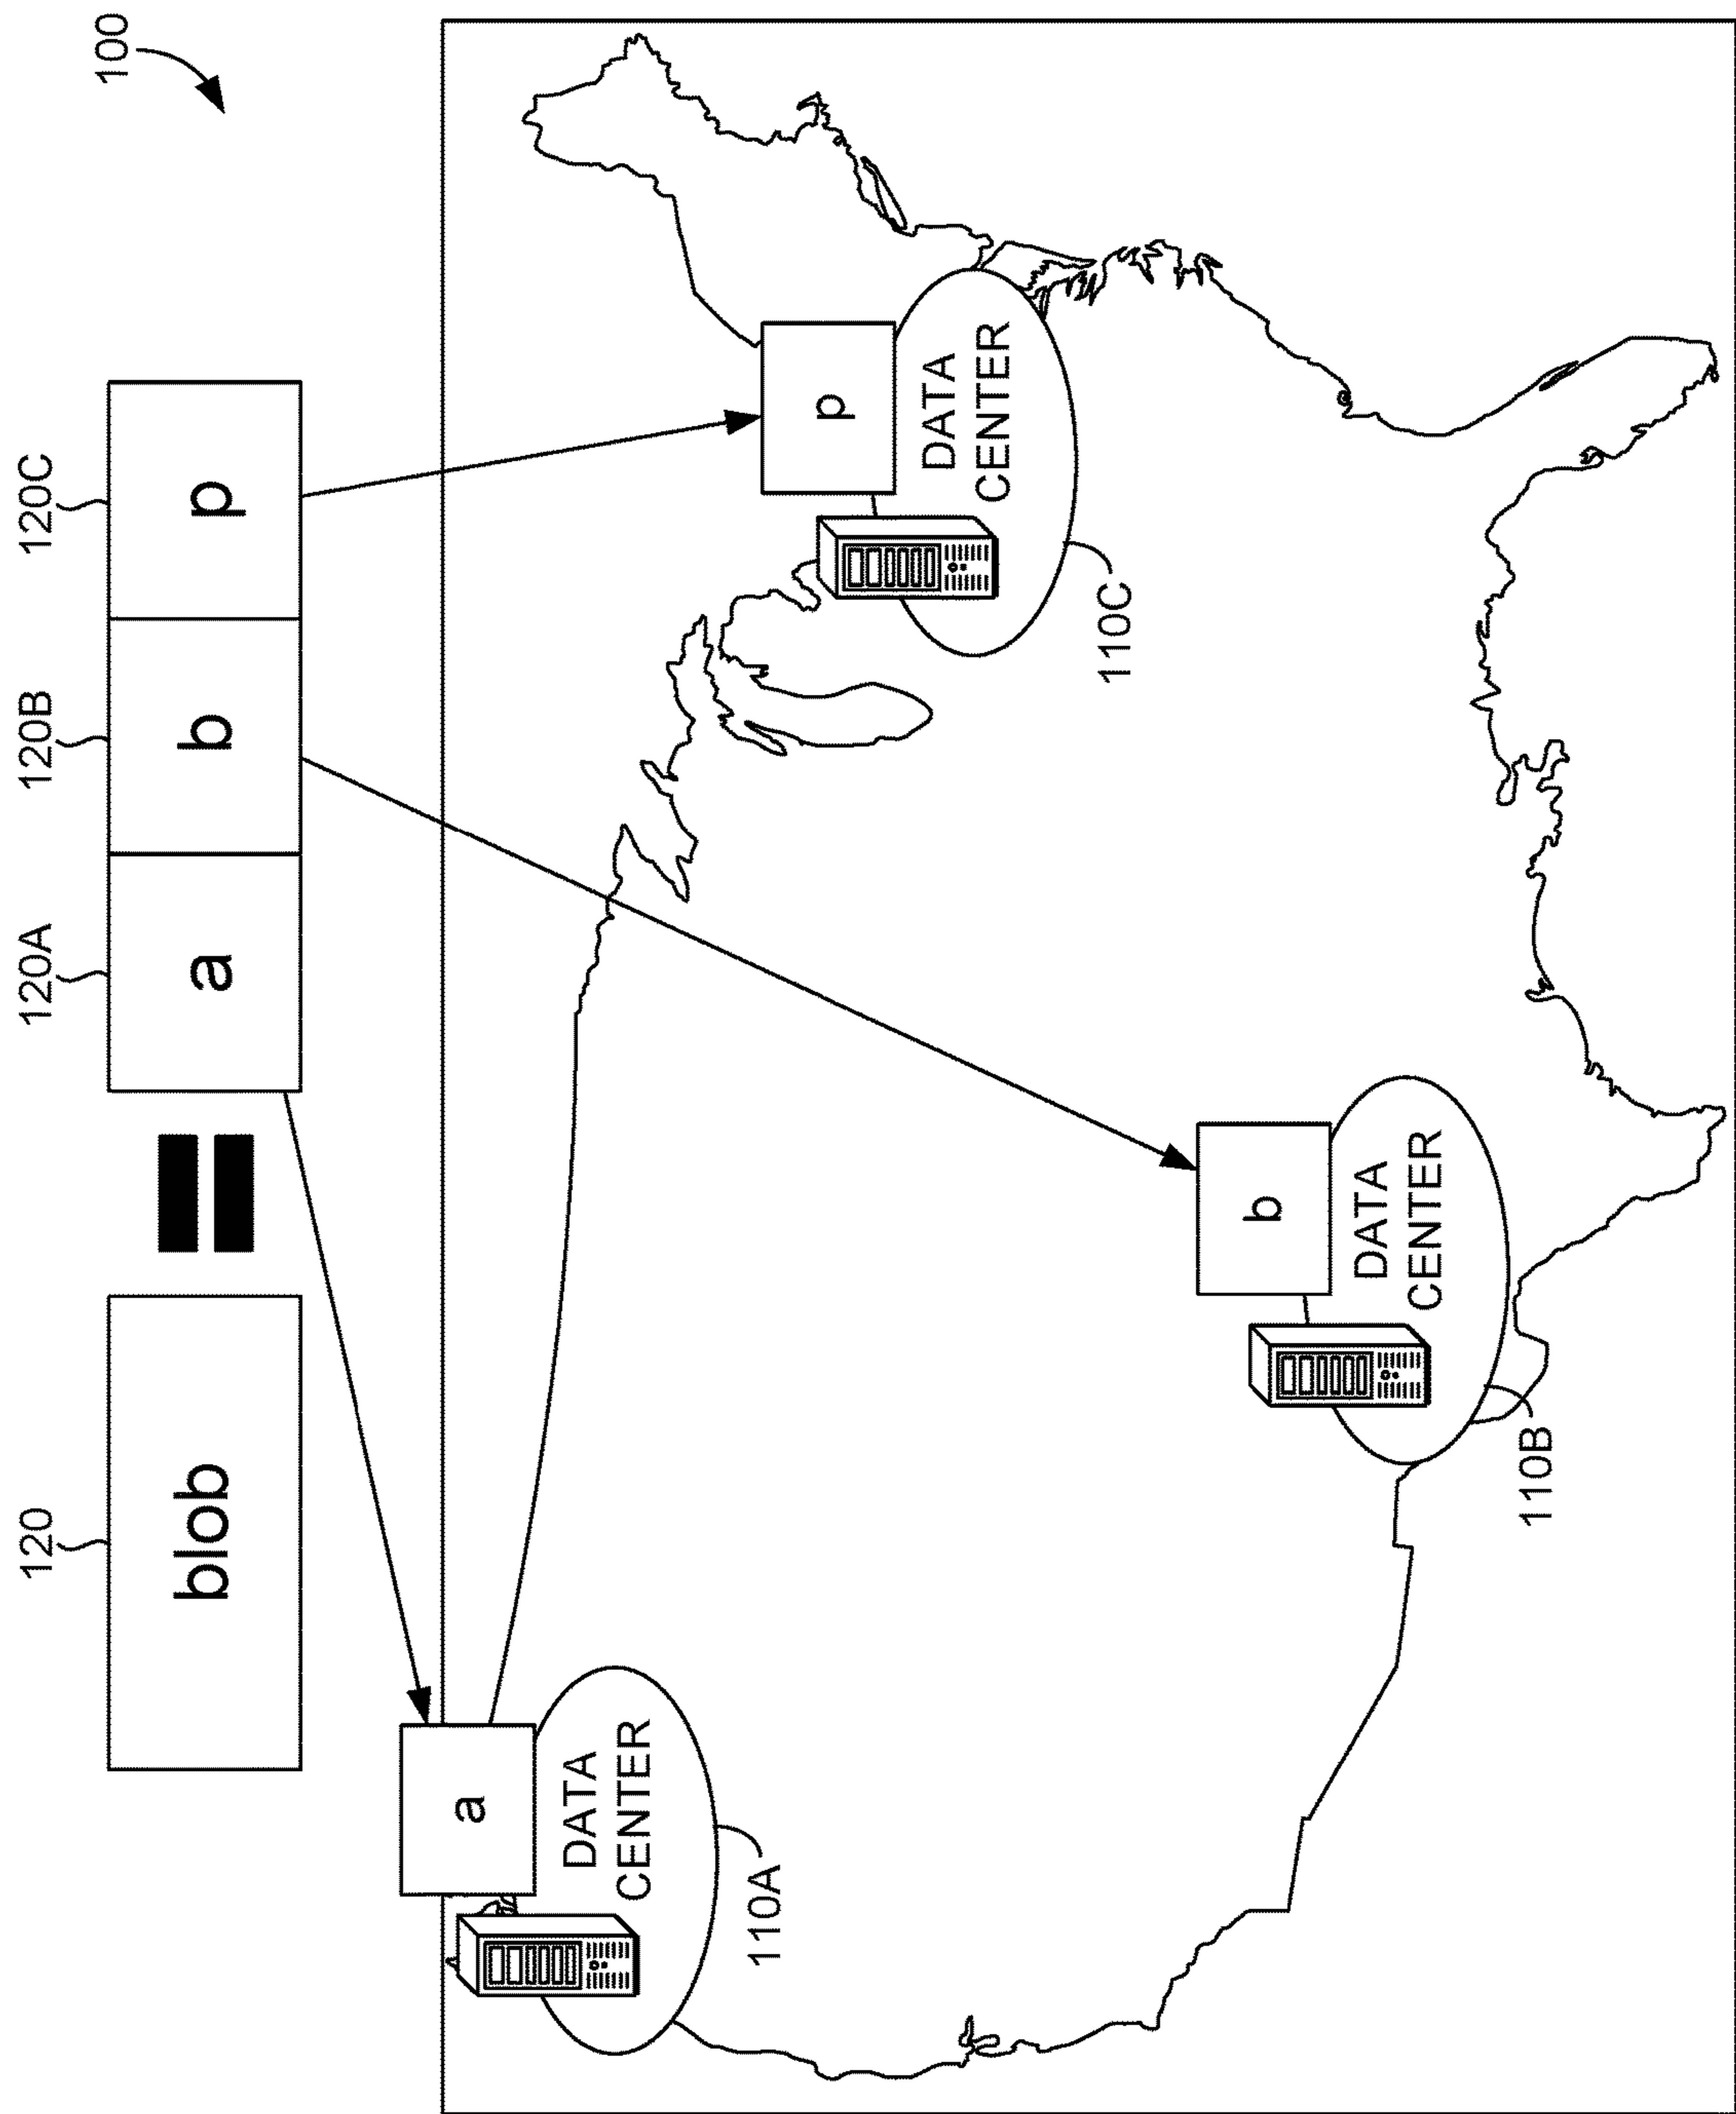 100
120
120A
120B
120C
blob
a
b
p
a
DATA
CENTER
110A
b
DATA
CENTER
110B
p
DATA
CENTER
110C